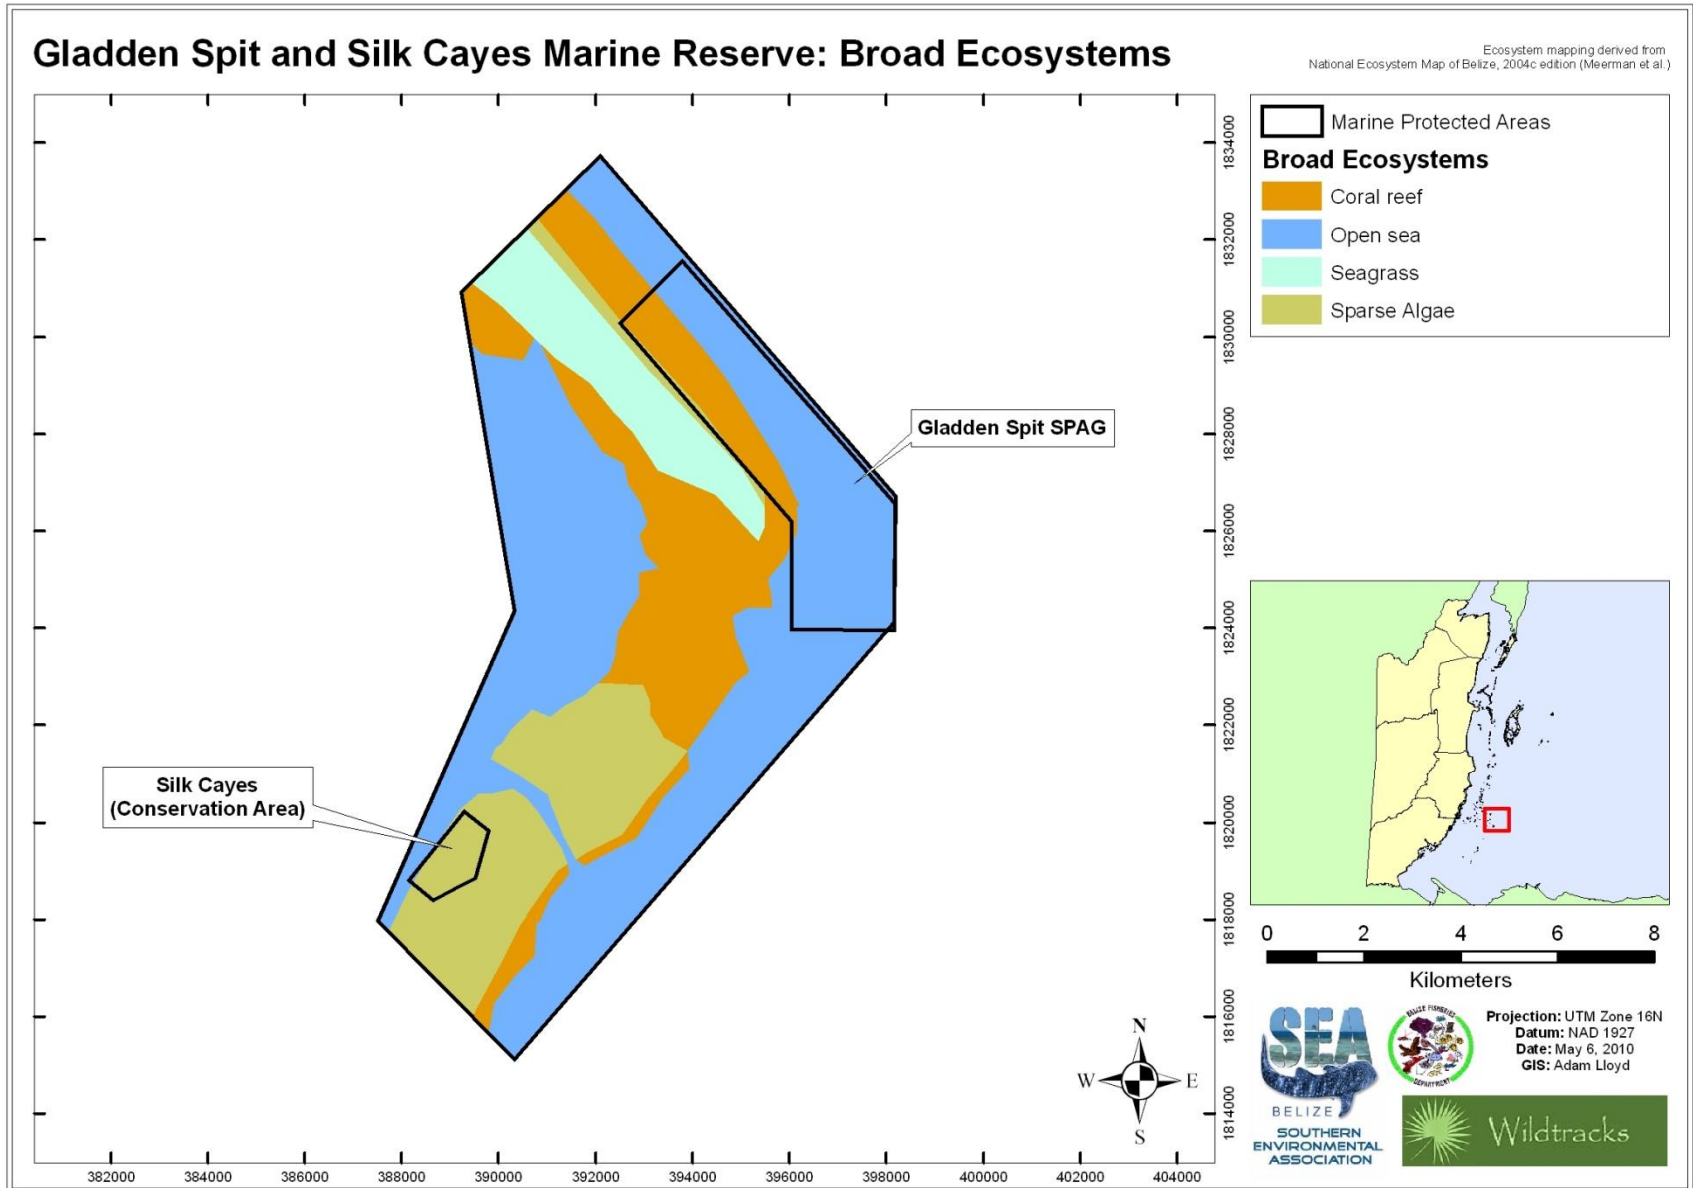 Gladden Spit and Silk Cayes Marine Reserve: Broad Ecosystems
Ecosystem mapping derived from
National Ecosystem Map of Belize, 2004c edition (Meerman et al.)
Marine Protected Areas
Broad Ecosystems
Coral reef
Open sea
Seagrass
Sparse Algae
Gladden Spit SPAG
Silk Cayes
(Conservation Area)
1834000
1832000
1830000
1828000
1826000
1824000
1822000
1820000
1818000
1816000
1814000
382000 384000 386000 388000 390000 392000 394000 396000 398000 400000 402000 404000
N
W E
S
0 2 4 6 8
Kilometers
SEA
BELIZE
SOUTHERN
ENVIRONMENTAL
ASSOCIATION
BELIZE FISHERIES
DEPARTMENT
Projection: UTM Zone 16N
Datum: NAD 1927
Date: May 6, 2010
GIS: Adam Lloyd
Wildtracks